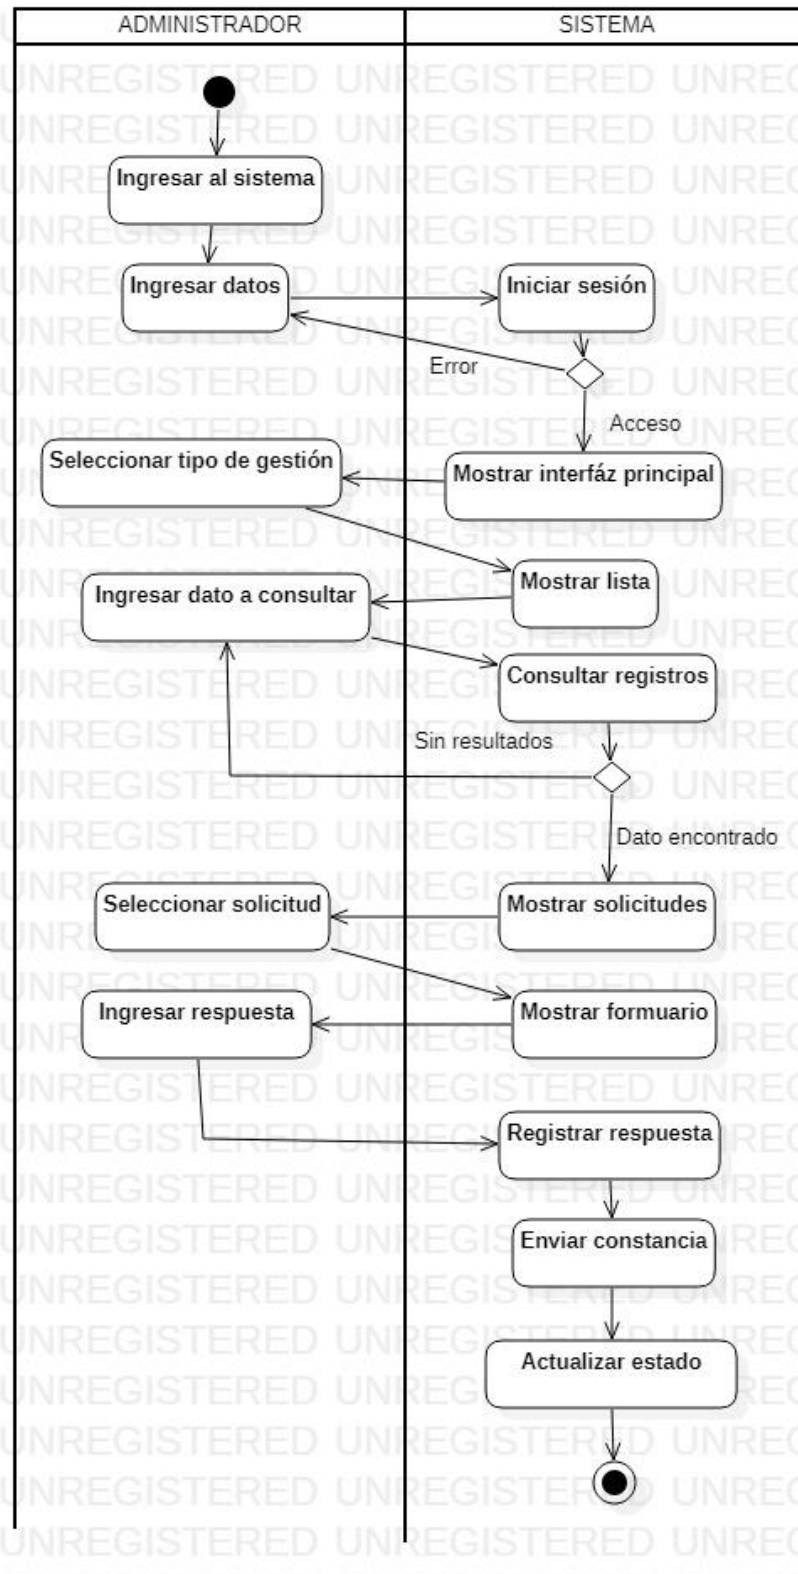 ADMINISTRADOR
SISTEMA
Ingresar al sistema
Ingresar datos
Iniciar sesión
Error
Acceso
Seleccionar tipo de gestión
Mostrar interfáz principal
Mostrar lista
Ingresar dato a consultar
Consultar registros
Sin resultados
Dato encontrado
Seleccionar solicitud
Mostrar solicitudes
Ingresar respuesta
Mostrar formuario
Registrar respuesta
Enviar constancia
Actualizar estado
UNREGISTERED